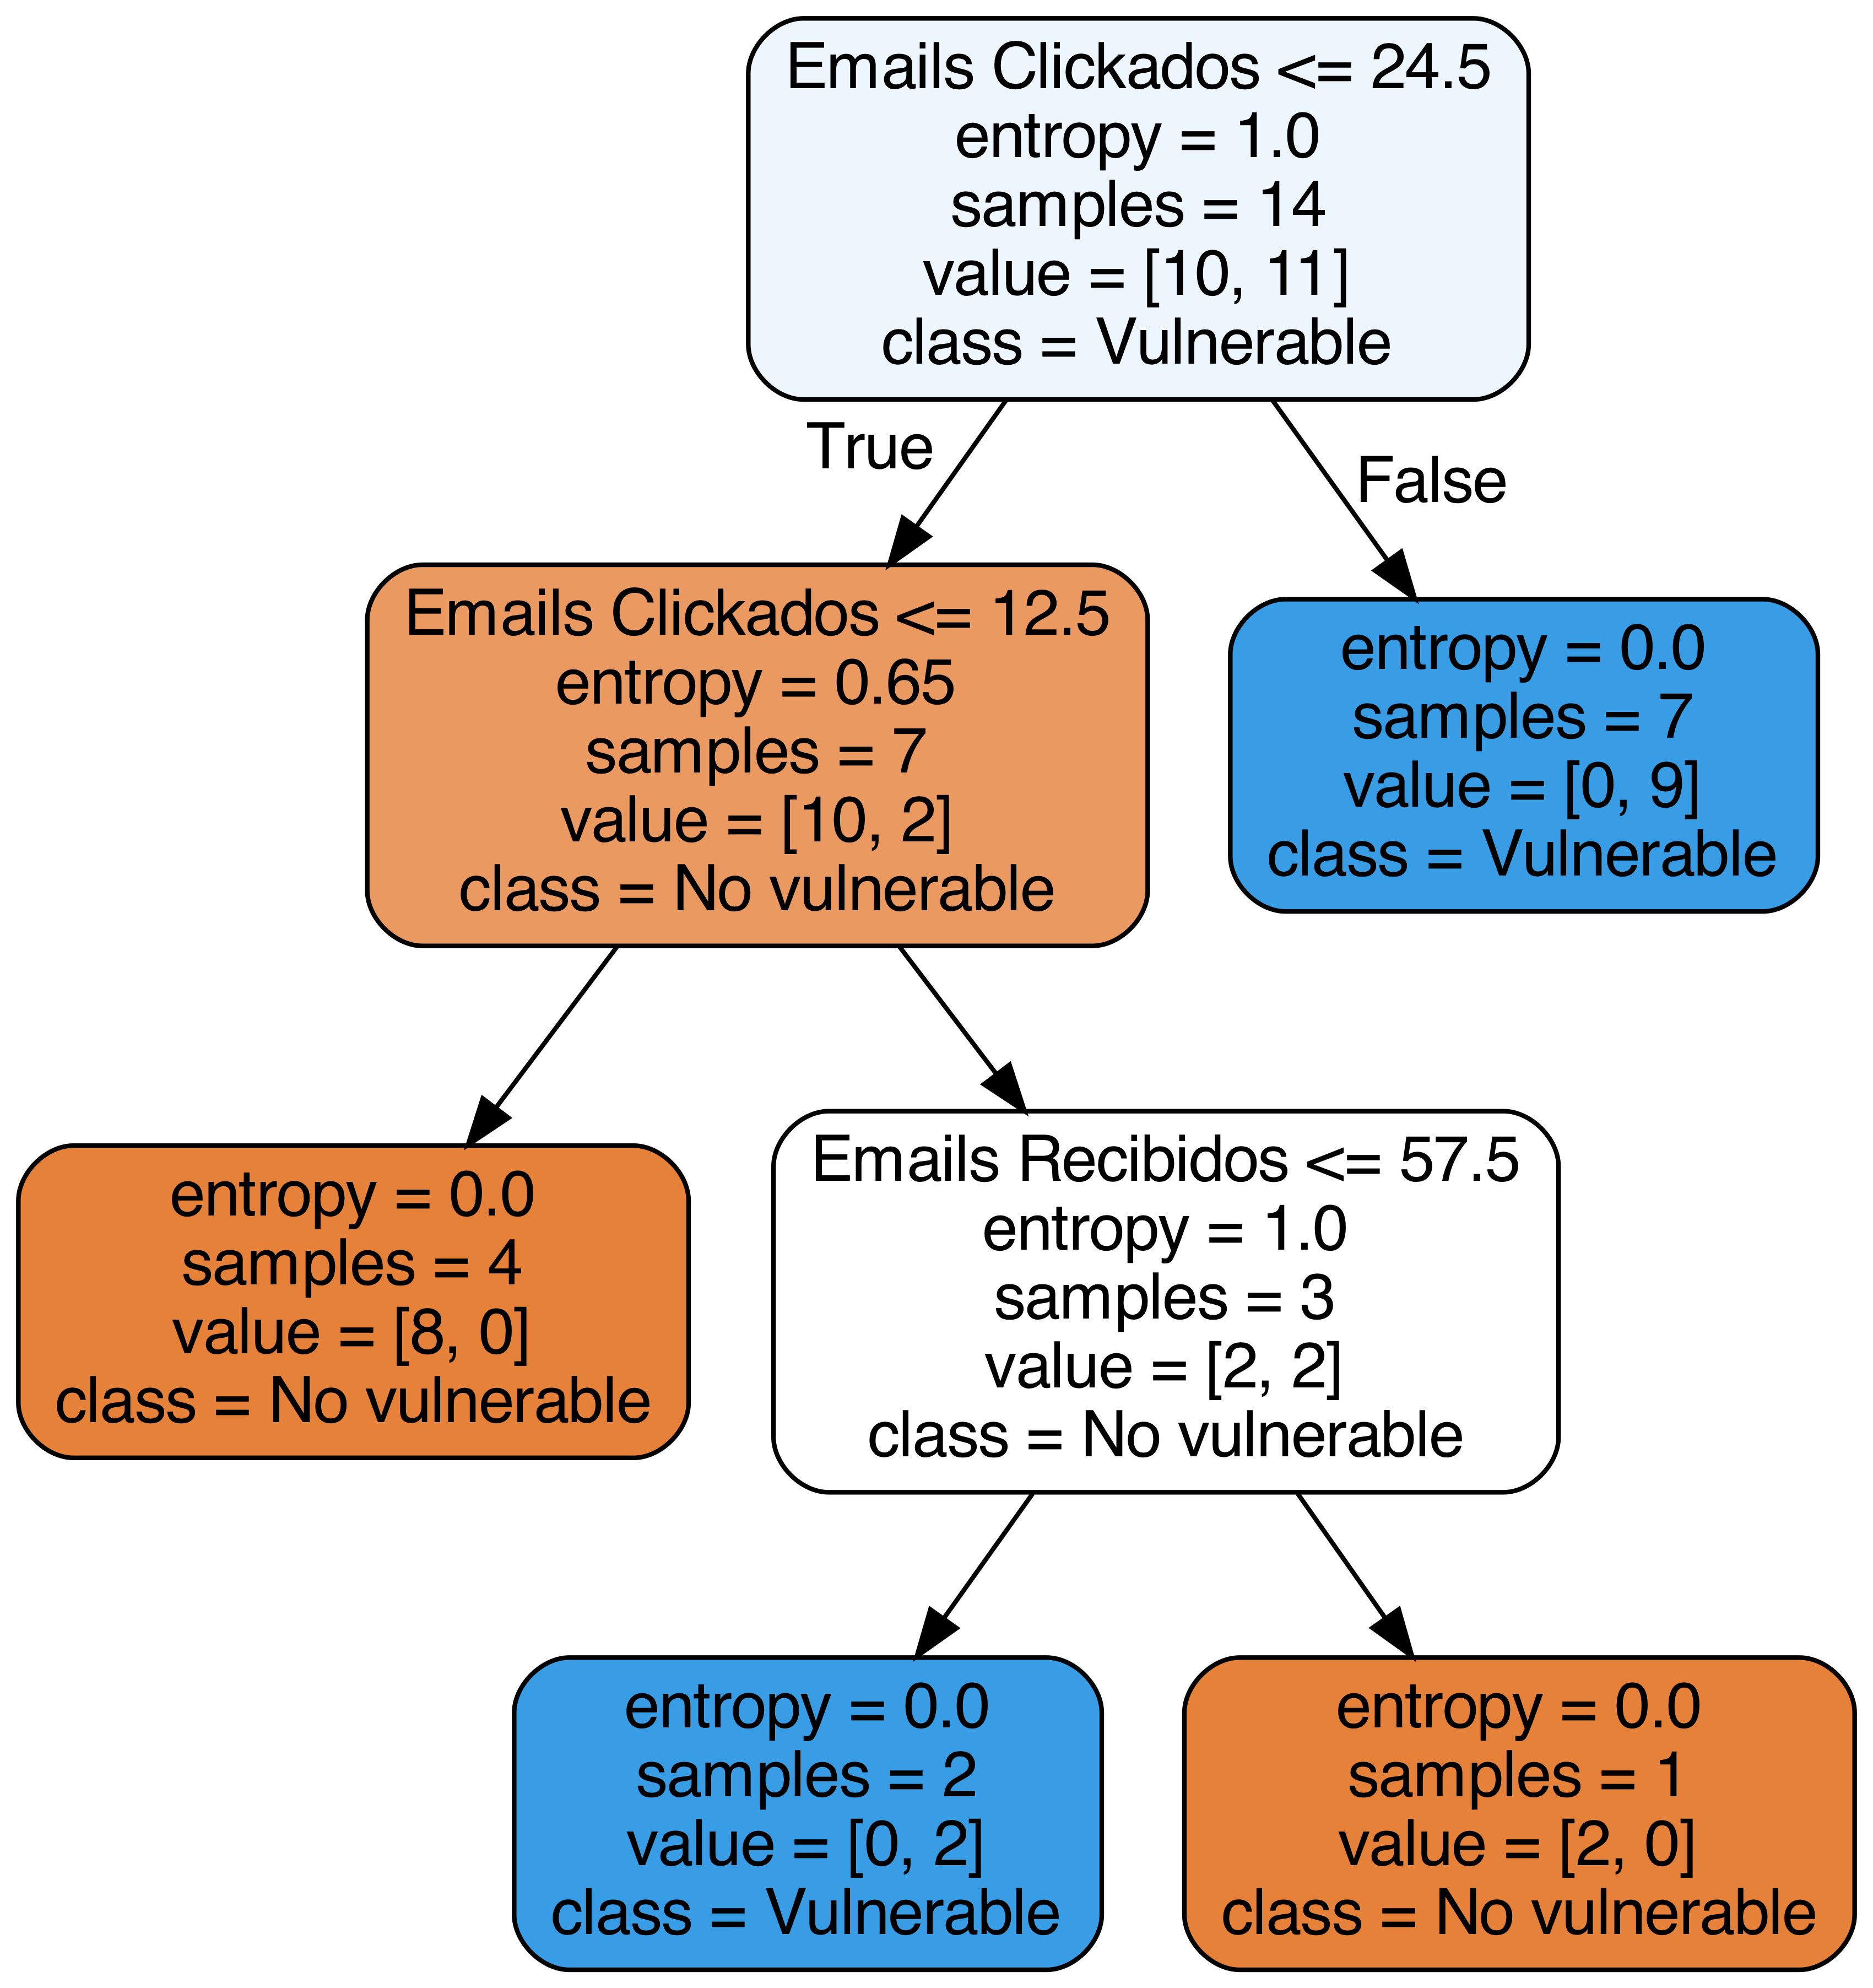 Emails Clickados <= 24.5
entropy = 1.0
samples = 14
value = [10, 11]
class = Vulnerable
True
False
Emails Clickados <= 12.5
entropy = 0.65
samples = 7
value = [10, 2]
class = No vulnerable
entropy = 0.0
samples = 7
value = [0, 9]
class = Vulnerable
entropy = 0.0
samples = 4
value = [8, 0]
class = No vulnerable
Emails Recibidos <= 57.5
entropy = 1.0
samples = 3
value = [2, 2]
class = No vulnerable
entropy = 0.0
samples = 2
value = [0, 2]
class = Vulnerable
entropy = 0.0
samples = 1
value = [2, 0]
class = No vulnerable